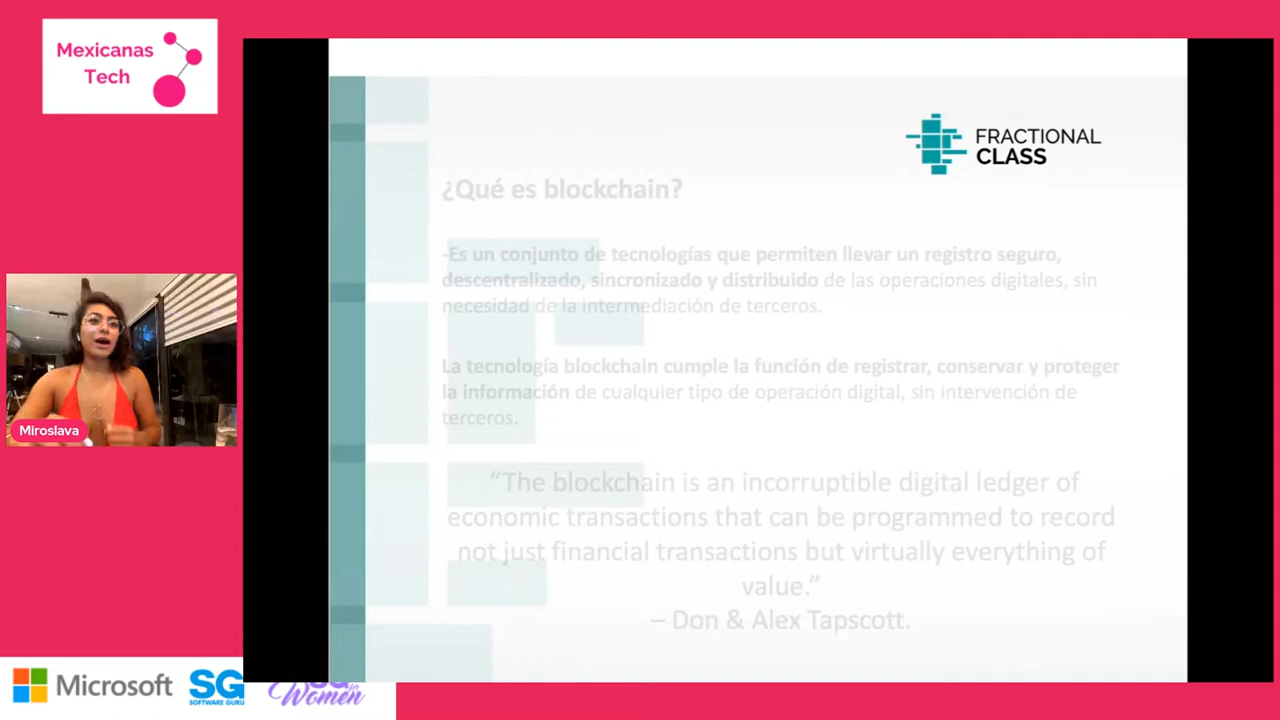 Mexicanas
Tech
FRACTIONAL
CLASS
¿Qué es blockchain?
-Es un conjunto de tecnologías que permiten llevar un registro seguro,
descentralizado, sincronizado y distribuido de las operaciones digitales, sin
necesidad de la intermediación de terceros.
La tecnología blockchain cumple la función de registrar, conservar y proteger
la información de cualquier tipo de operación digital, sin intervención de
terceros.
“The blockchain is an incorruptible digital ledger of
economic transactions that can be programmed to record
not just financial transactions but virtually everything of
value.”
– Don & Alex Tapscott.
Miroslava
Microsoft
SG
SOFTWARE GURU
Women